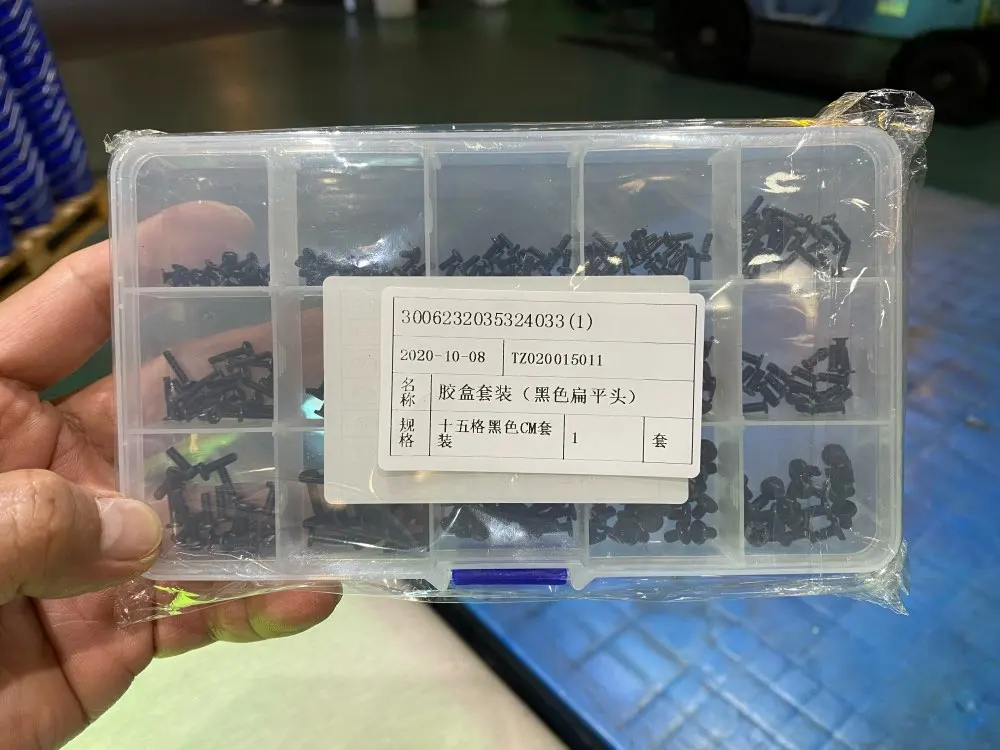 3006232035324033(1)
2020-10-08 TZ020015011
名称 胶盒套装（黑色扁平头）
规格 十五格黑色CM套装 1 套